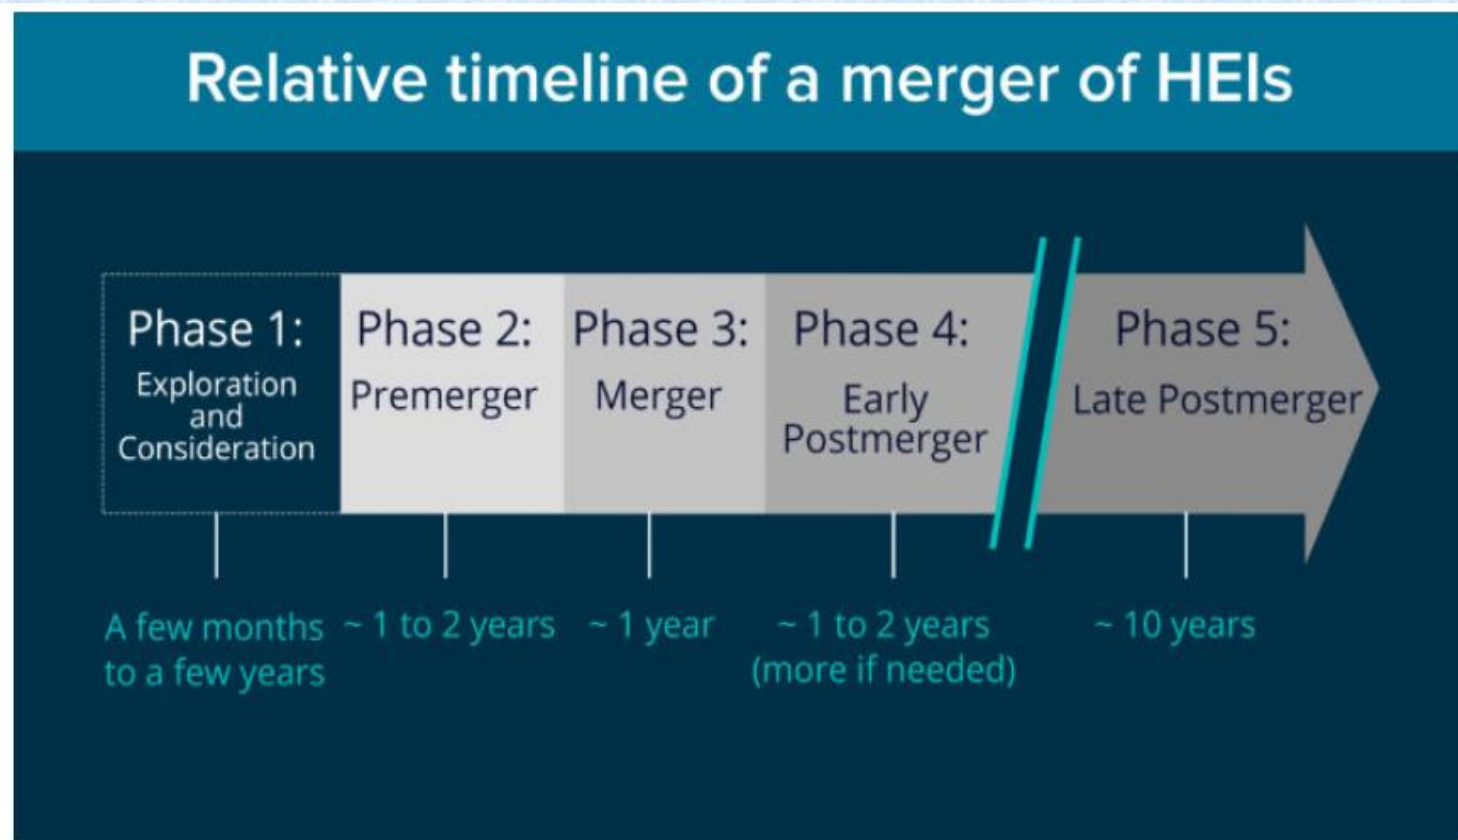 Relative timeline of a merger of HEIs
Phase 1:
Exploration
and
Consideration
Phase 2:
Premerger
Phase 3:
Merger
Phase 4:
Early
Postmerger
Phase 5:
Late Postmerger
A few months
to a few years
~ 1 to 2 years
~ 1 year
~ 1 to 2 years
(more if needed)
~ 10 years